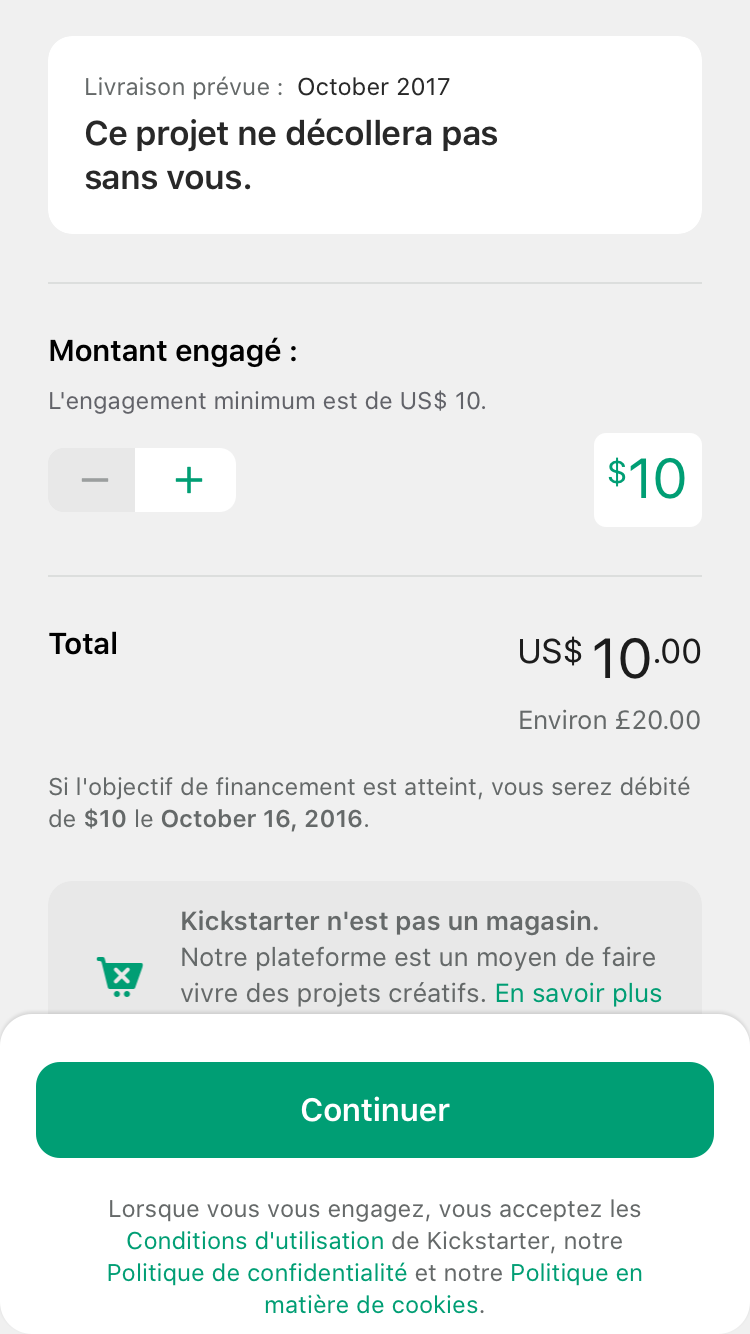 Livraison prévue : October 2017
Ce projet ne décollera pas
sans vous.
Montant engagé :
L'engagement minimum est de US$ 10.
− +
$10
Total
US$ 10.00
Environ £20.00
Si l'objectif de financement est atteint, vous serez débité
de $10 le October 16, 2016.
Kickstarter n'est pas un magasin.
Notre plateforme est un moyen de faire
vivre des projets créatifs. En savoir plus
Continuer
Lorsque vous vous engagez, vous acceptez les
Conditions d'utilisation de Kickstarter, notre
Politique de confidentialité et notre Politique en
matière de cookies.